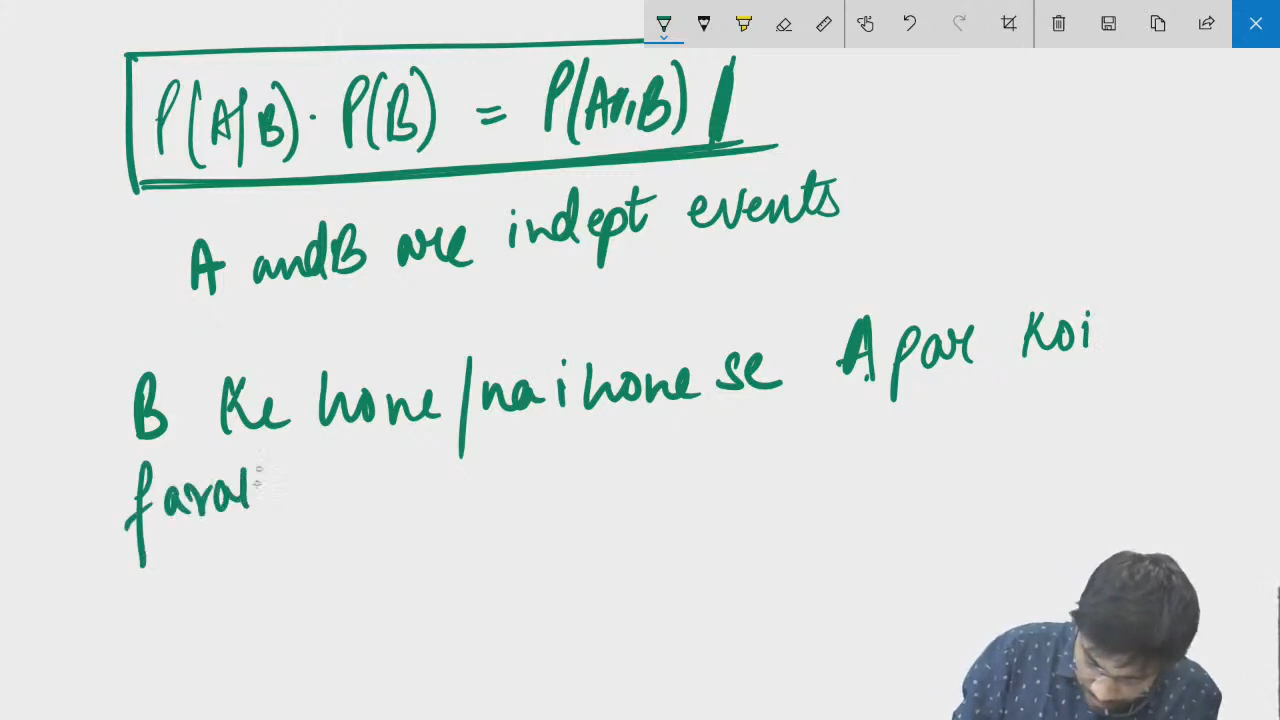 P(A|B) · P(B) = P(A∩B)
A and B are indept events
B Ke hone/nai hone se A par Koi
farak